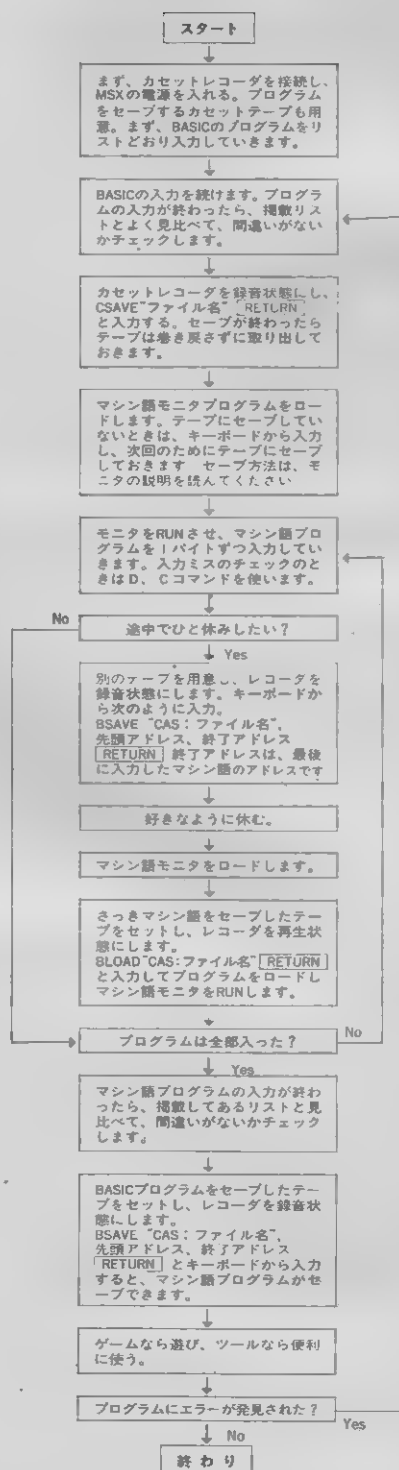 スタート
まず、カセットレコーダを接続し、
MSXの電源を入れる。プログラム
をセーブするカセットテープも用
意。まず、BASICのプログラムをリ
ストどおり入力していきます。
BASICの入力を続けます。プログラ
ムの入力が終わったら、掲載リス
トとよく見比べて、間違いがない
かチェックします。
カセットレコーダを録音状態にし、
CSAVE"ファイル名" RETURN
と入力する。セーブが終わったら
テープは巻き戻さずに取り出して
おきます。
マシン語モニタプログラムをロー
ドします。テープにセーブしてい
ないときは、キーボードから入力
し、次回のためにテープにセーブ
しておきます セーブ方法は、モ
ニタの説明を読んでください
モニタをRUNさせ、マシン語プロ
グラムを1バイトずつ入力してい
きます。入力ミスのチェックのと
きはD、Cコマンドを使います。
No
途中でひと休みしたい？
Yes
別のテープを用意し、レコーダを
録音状態にします。キーボードか
ら次のように入力。
BSAVE "CAS：ファイル名"，
先頭アドレス、終了アドレス
RETURN 終了アドレスは、最後
に入力したマシン語のアドレスです
好きなように休む。
マシン語モニタをロードします。
さっきマシン語をセーブしたテー
プをセットし、レコーダを再生状
態にします。
BLOAD"CAS:ファイル名" RETURN
と入力してプログラムをロードし
マシン語モニタをRUNします。
プログラムは全部入った？
No
Yes
マシン語プログラムの入力が終わ
ったら、掲載してあるリストと見
比べて、間違いがないかチェック
します。
BASICプログラムをセーブしたテー
プをセットし、レコーダを録音状
態にします。
BSAVE "CAS：ファイル名"，
先頭アドレス、終了アドレス
RETURN とキーボードから入力
すると、マシン語プログラムがセ
ーブできます。
ゲームなら遊び、ツールなら便利
に使う。
プログラムにエラーが発見された？
Yes
No
終わり